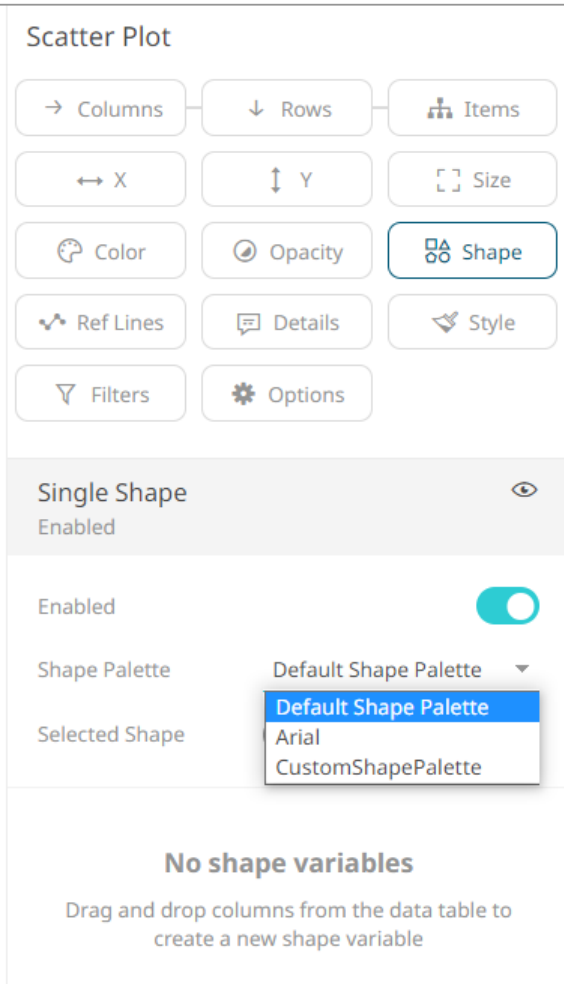 Scatter Plot
Columns Rows Items
X Y Size
Color Opacity Shape
Ref Lines Details Style
Filters Options
Single Shape
Enabled
Enabled
Shape Palette Default Shape Palette
Default Shape Palette
Selected Shape Arial
CustomShapePalette
No shape variables
Drag and drop columns from the data table to
create a new shape variable